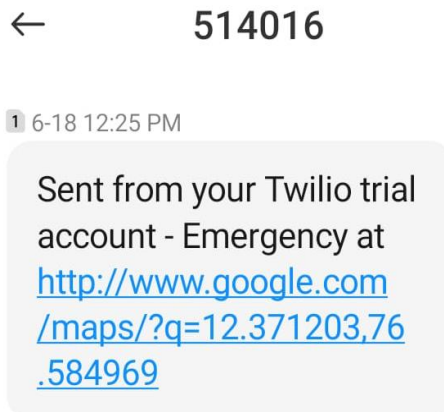 514016
1 6-18 12:25 PM
Sent from your Twilio trial
account - Emergency at
http://www.google.com
/maps/?q=12.371203,76
.584969